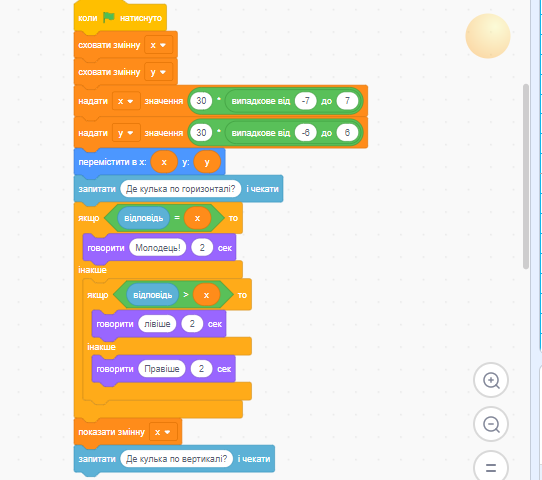 коли натиснуто
сховати змінну x
сховати змінну y
надати x значення 30 * випадкове від -7 до 7
надати y значення 30 * випадкове від -6 до 6
перемістити в x: x y: y
запитати Де кулька по горизонталі? і чекати
якщо відповідь = x то
говорити Молодець! 2 сек
інакше
якщо відповідь > x то
говорити лівіше 2 сек
інакше
говорити Правіше 2 сек
показати змінну x
запитати Де кулька по вертикалі? і чекати